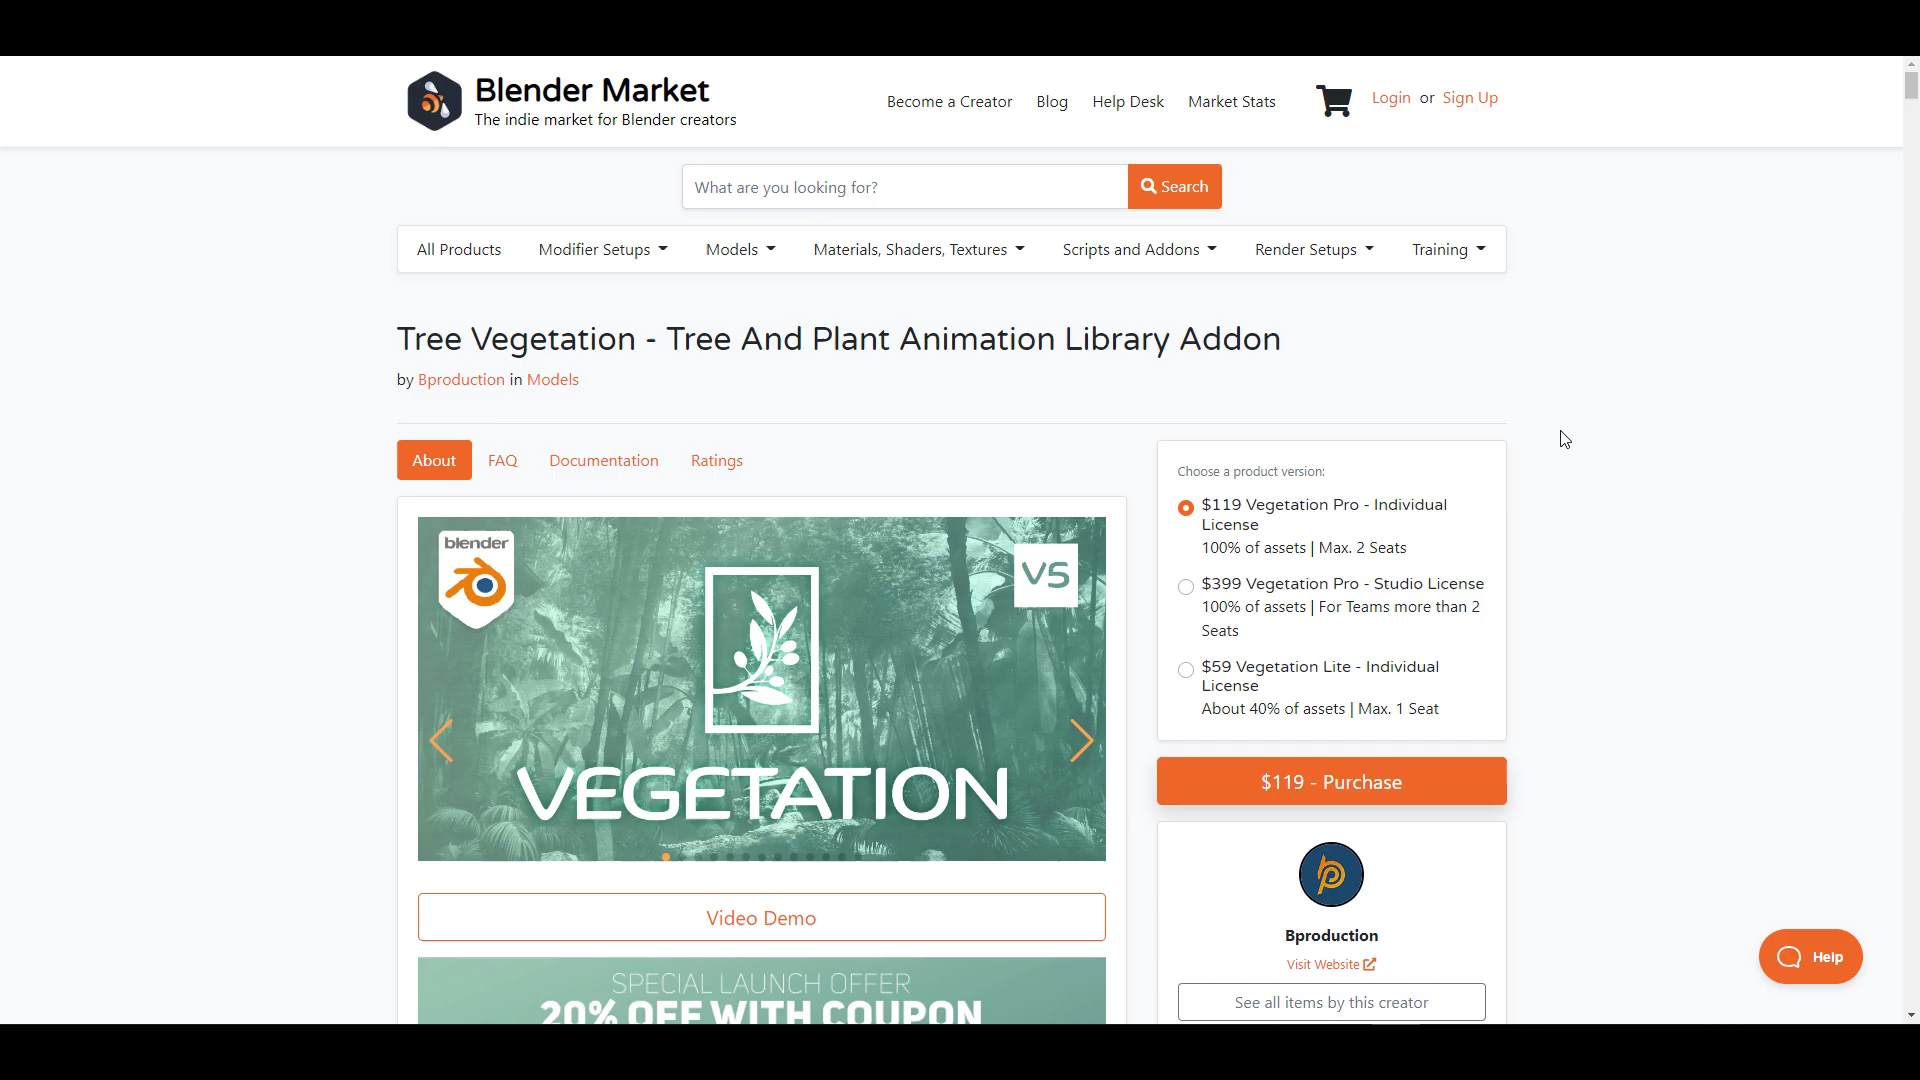 Blender Market
The indie market for Blender creators
Become a Creator Blog Help Desk Market Stats Login or Sign Up
What are you looking for? Search
All Products Modifier Setups Models Materials, Shaders, Textures Scripts and Addons Render Setups Training
Tree Vegetation - Tree And Plant Animation Library Addon
by Bproduction in Models
About FAQ Documentation Ratings
blender
VS
VEGETATION
Video Demo
SPECIAL LAUNCH OFFER
20% OFF WITH COUPON
Choose a product version:
$119 Vegetation Pro - Individual
License
100% of assets | Max. 2 Seats
$399 Vegetation Pro - Studio License
100% of assets | For Teams more than 2
Seats
$59 Vegetation Lite - Individual
License
About 40% of assets | Max. 1 Seat
$119 - Purchase
Bproduction
Visit Website
See all items by this creator
Help